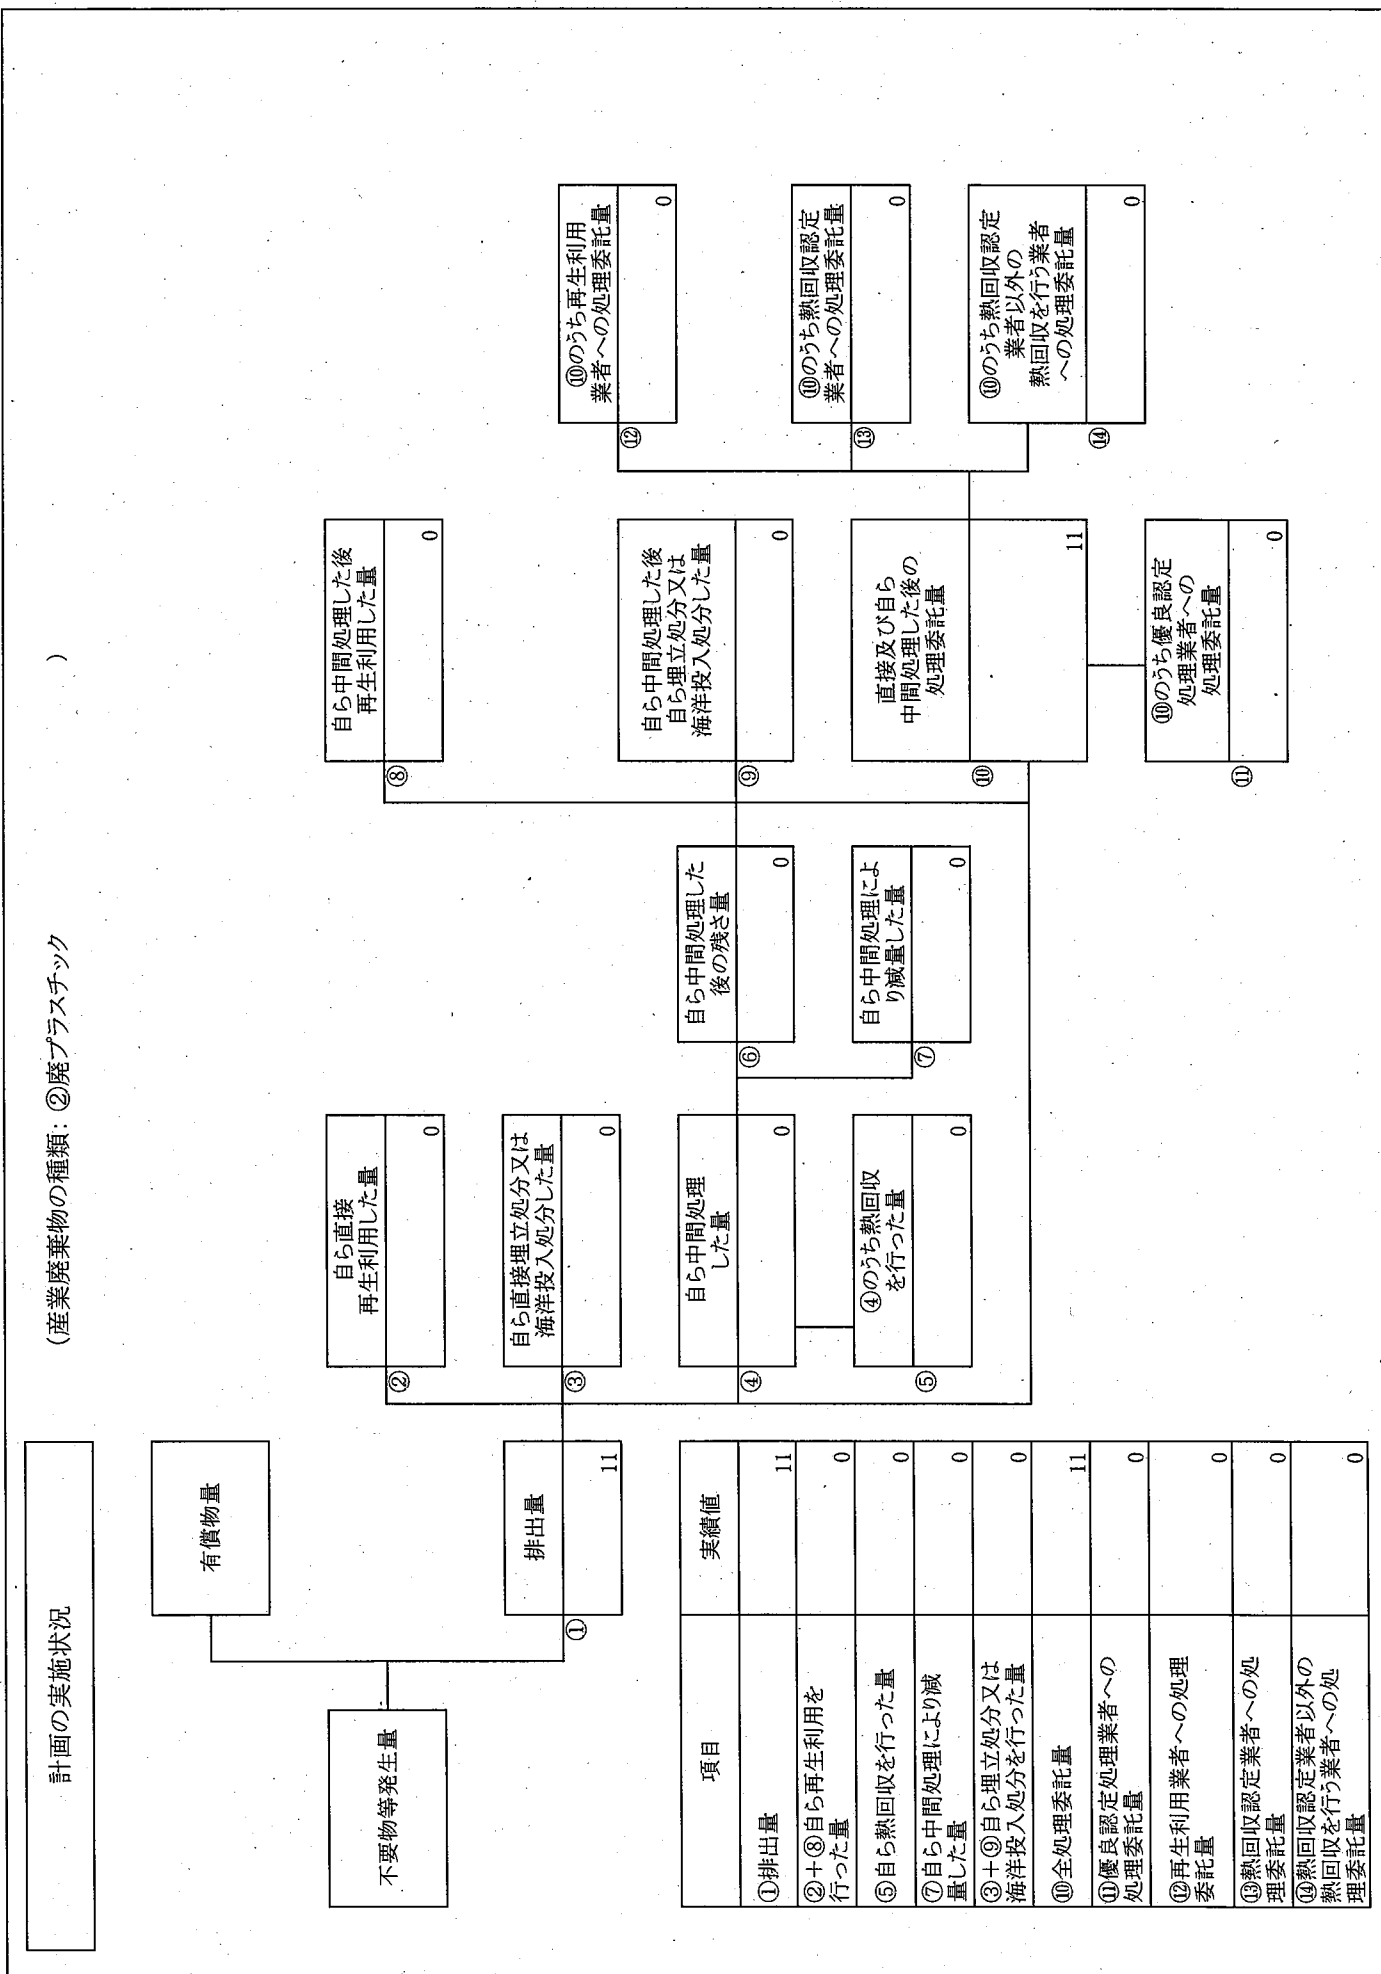 計画の実施状況
(産業廃棄物の種類：②廃プラスチック
)
不要物等発生量
有償物量
排出量
①
11
自ら直接
再生利用した量
②
0
自ら直接埋立処分又は
海洋投入処分した量
③
0
自ら中間処理
した量
④
0
④のうち熱回収
を行った量
⑤
0
自ら中間処理した
後の残さ量
⑥
0
自ら中間処理によ
り減量した量
⑦
0
自ら中間処理した後
再生利用した量
⑧
0
自ら中間処理した後
自ら埋立処分又は
海洋投入処分した量
⑨
0
直接及び自ら
中間処理した後の
処理委託量
⑩
11
⑩のうち優良認定
処理業者への
処理委託量
⑪
0
⑩のうち再生利用
業者への処理委託量
⑫
0
⑩のうち熱回収認定
業者への処理委託量
⑬
0
⑩のうち熱回収認定
業者以外の
熱回収を行う業者
への処理委託量
⑭
0
項目 実績値
①排出量 11
②＋⑧自ら再生利用を
行った量 0
⑤自ら熱回収を行った量 0
⑦自ら中間処理により減
量した量 0
③＋⑨自ら埋立処分又は
海洋投入処分を行った量 0
⑩全処理委託量 11
⑪優良認定処理業者への
処理委託量 0
⑫再生利用業者への処理
委託量 0
⑬熱回収認定業者への処
理委託量 0
⑭熱回収認定業者以外の
熱回収を行う業者への処
理委託量 0